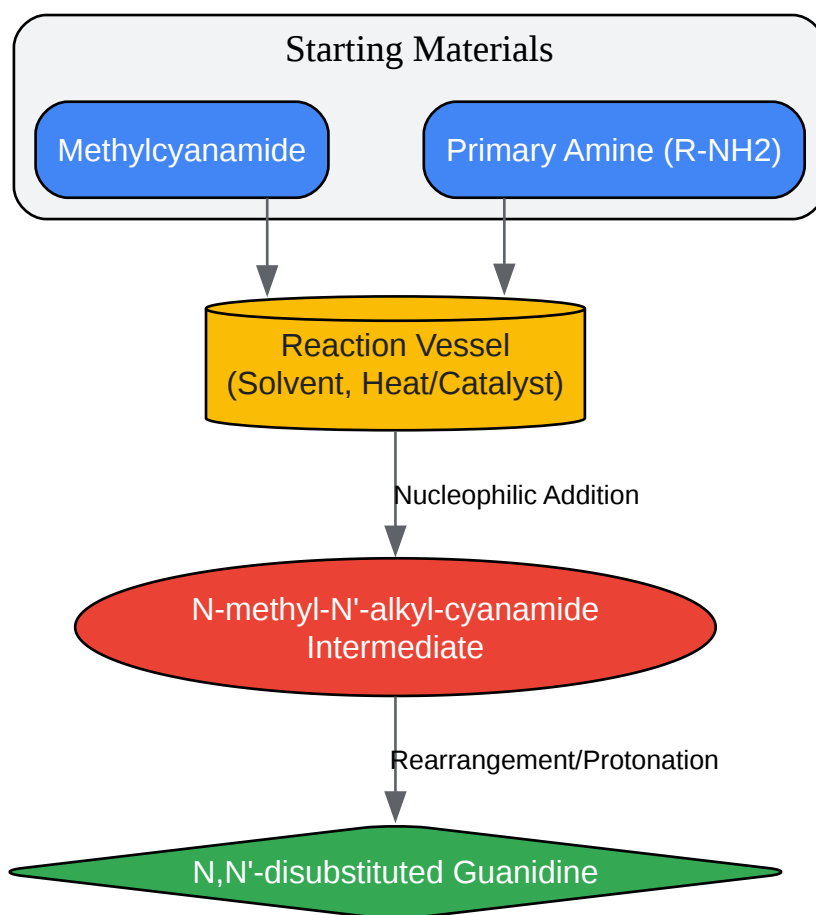 Starting Materials
Methylcyanamide
Primary Amine (R-NH2)
Reaction Vessel
(Solvent, Heat/Catalyst)
Nucleophilic Addition
N-methyl-N'-alkyl-cyanamide
Intermediate
Rearrangement/Protonation
N,N'-disubstituted Guanidine